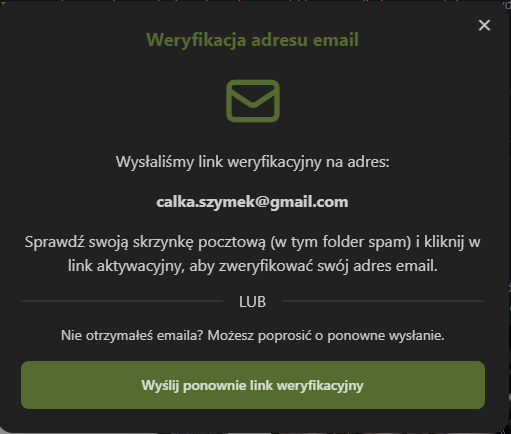 Weryfikacja adresu email
Wysłaliśmy link weryfikacyjny na adres:
calka.szymek@gmail.com
Sprawdź swoją skrzynkę pocztową (w tym folder spam) i kliknij w
link aktywacyjny, aby zweryfikować swój adres email.
LUB
Nie otrzymałeś emaila? Możesz poprosić o ponowne wysłanie.
Wyślij ponownie link weryfikacyjny